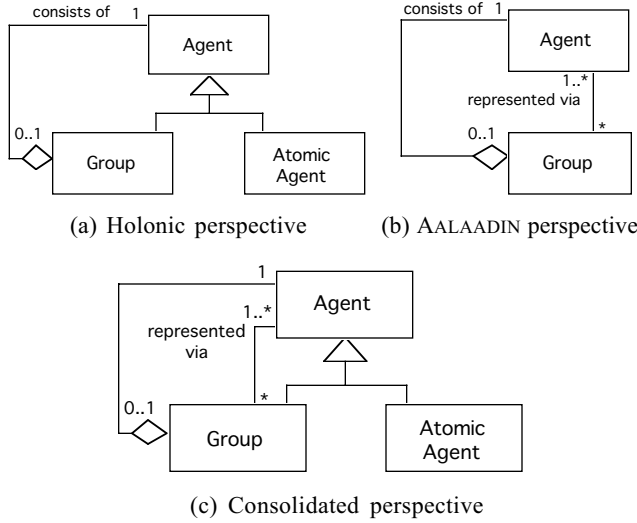 consists of 1
Agent
0..1
Group
Atomic
Agent
(a) Holonic perspective
consists of 1
Agent
1..*
represented via
0..1
*
Group
(b) AALAADIN perspective
1
Agent
1..*
represented
via
0..1
*
Group
Atomic
Agent
(c) Consolidated perspective